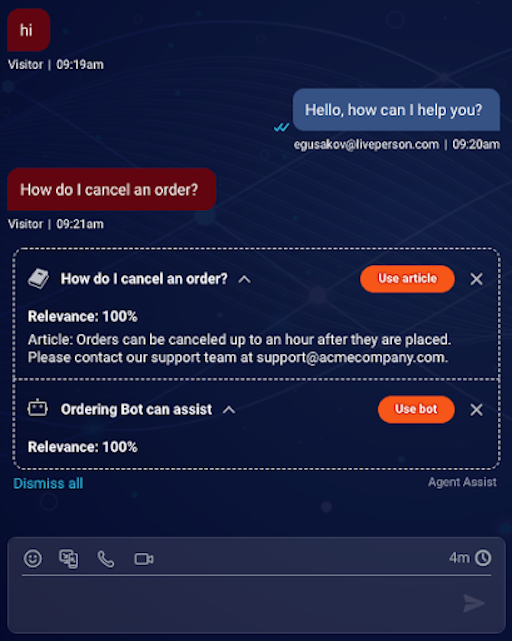 hi
Visitor | 09:19am
Hello, how can I help you?
egusakov@liveperson.com | 09:20am
How do I cancel an order?
Visitor | 09:21am
How do I cancel an order?
Use article
Relevance: 100%
Article: Orders can be canceled up to an hour after they are placed.
Please contact our support team at support@acmecompany.com.
Ordering Bot can assist
Use bot
Relevance: 100%
Dismiss all
Agent Assist
4m